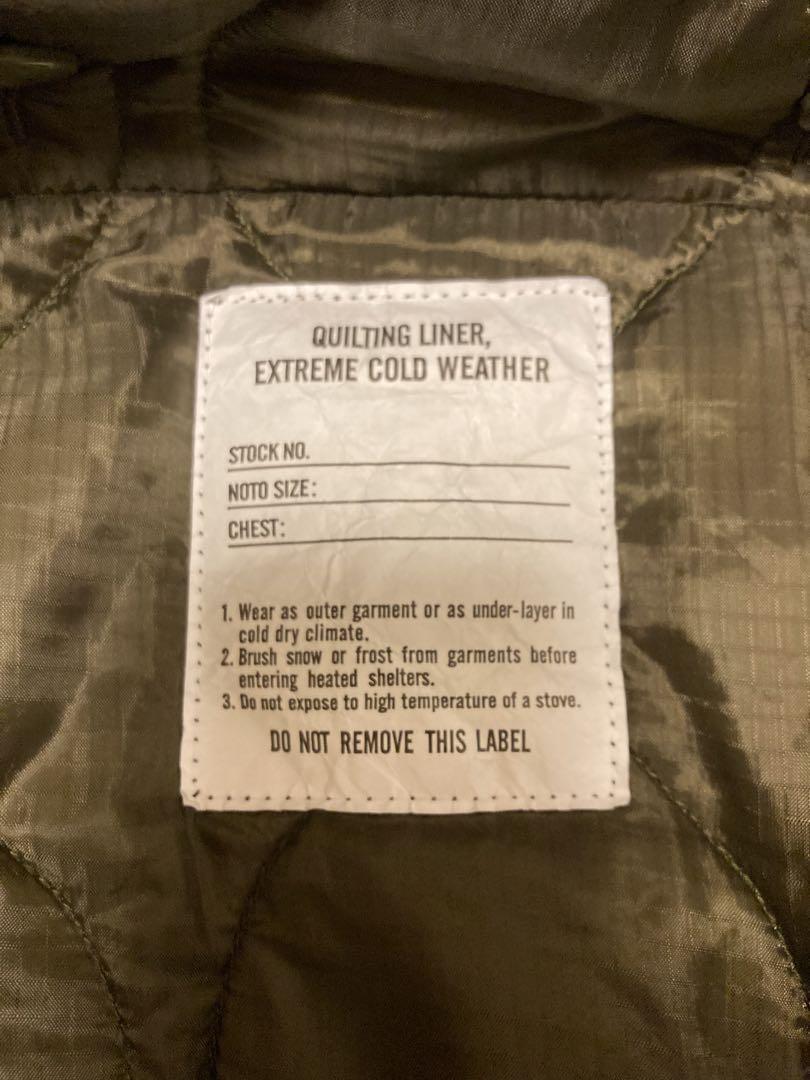 QUILTING LINER,
EXTREME COLD WEATHER
STOCK NO.
NOTO SIZE:
CHEST:
1. Wear as outer garment or as under-layer in
cold dry climate.
2. Brush snow or frost from garments before
entering heated shelters.
3. Do not expose to high temperature of a stove.
DO NOT REMOVE THIS LABEL